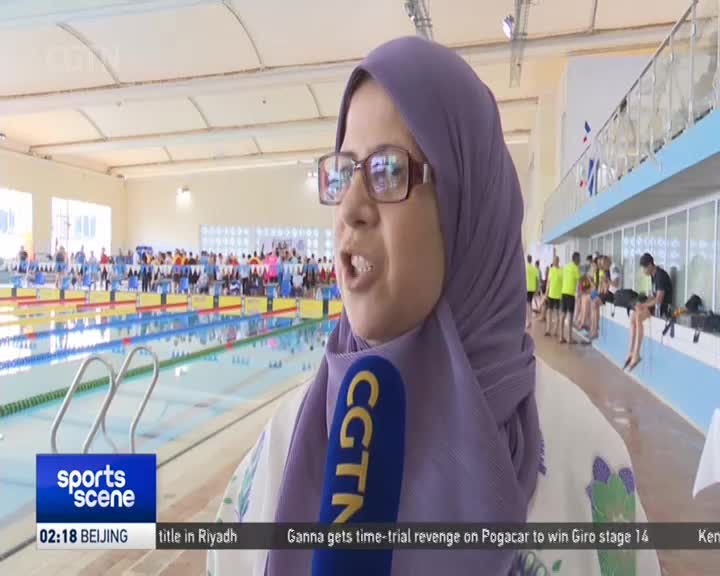 CGTN
CGTN
sports
scene
02:18 BEIJING
title in Riyadh Ganna gets time-trial revenge on Pogacar to win Giro stage 14 Ken